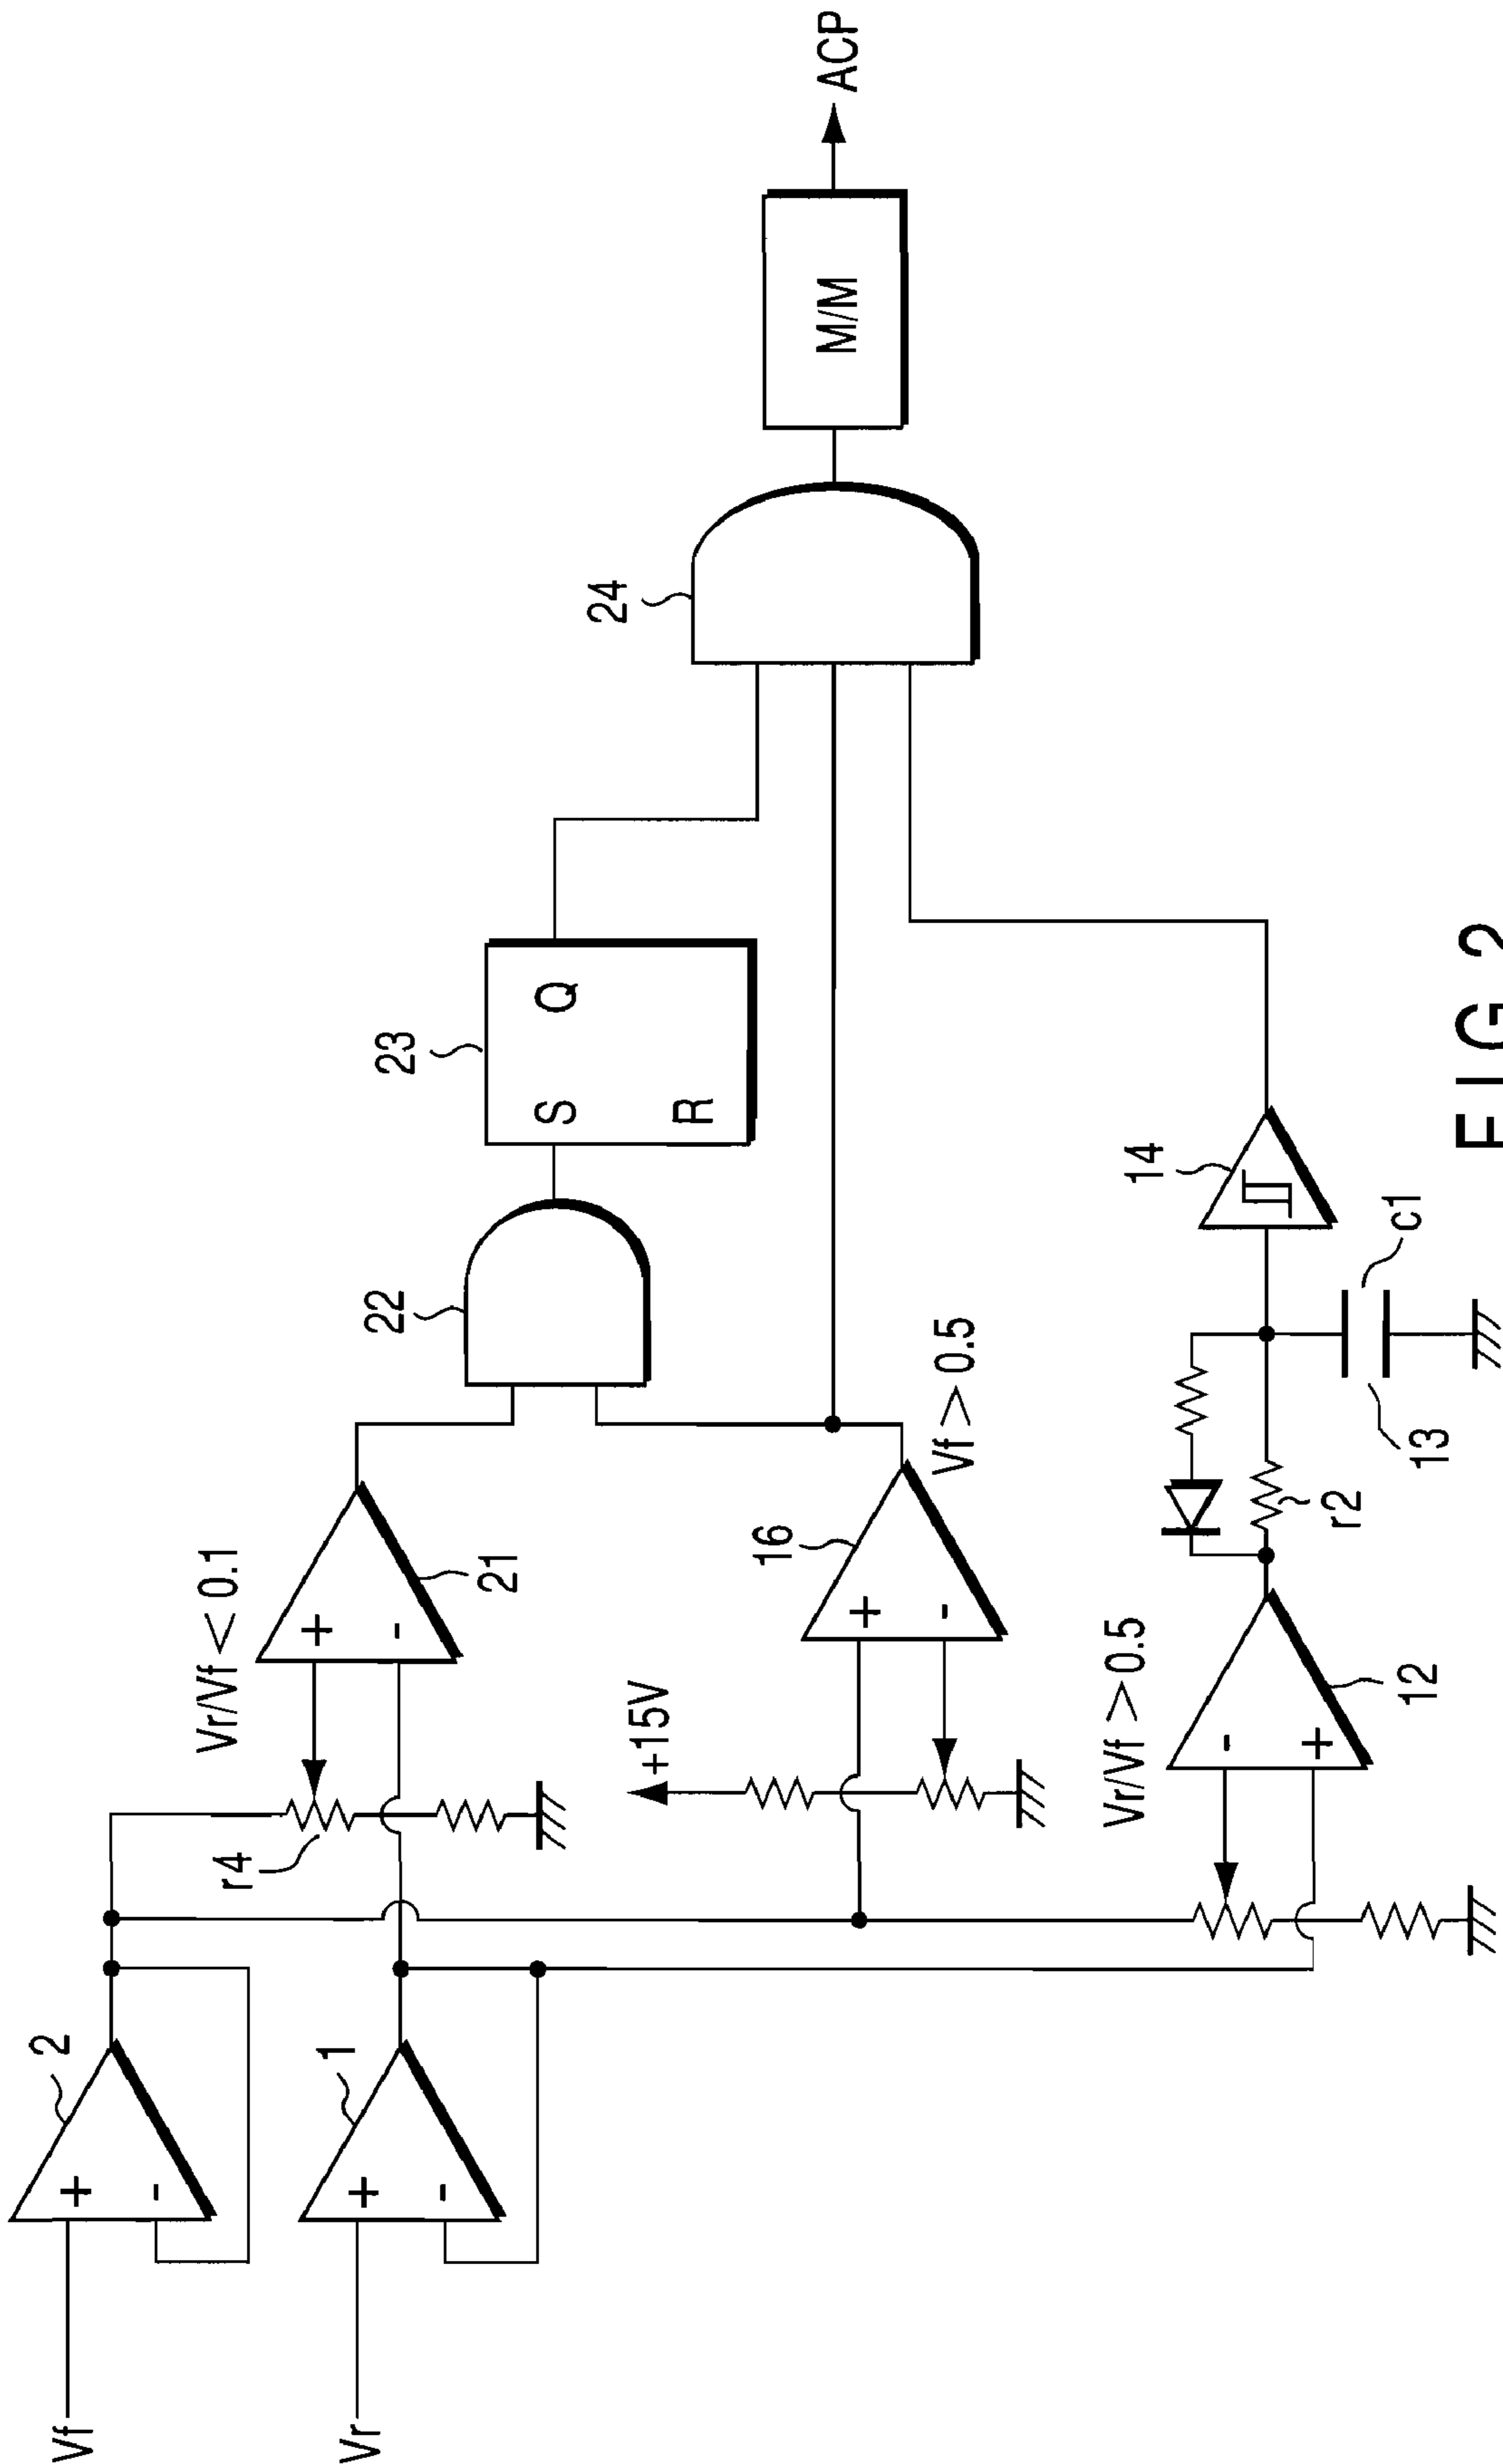 Vf
+
-
2
Vr
+
-
1
r4
Vr/Vf < 0.1
+
-
21
+15V
+
-
16
Vf > 0.5
Vr/Vf > 0.5
-
+
12
r2
13
c1
14
22
23
S
Q
R
24
M/M
ACP
FIG 2